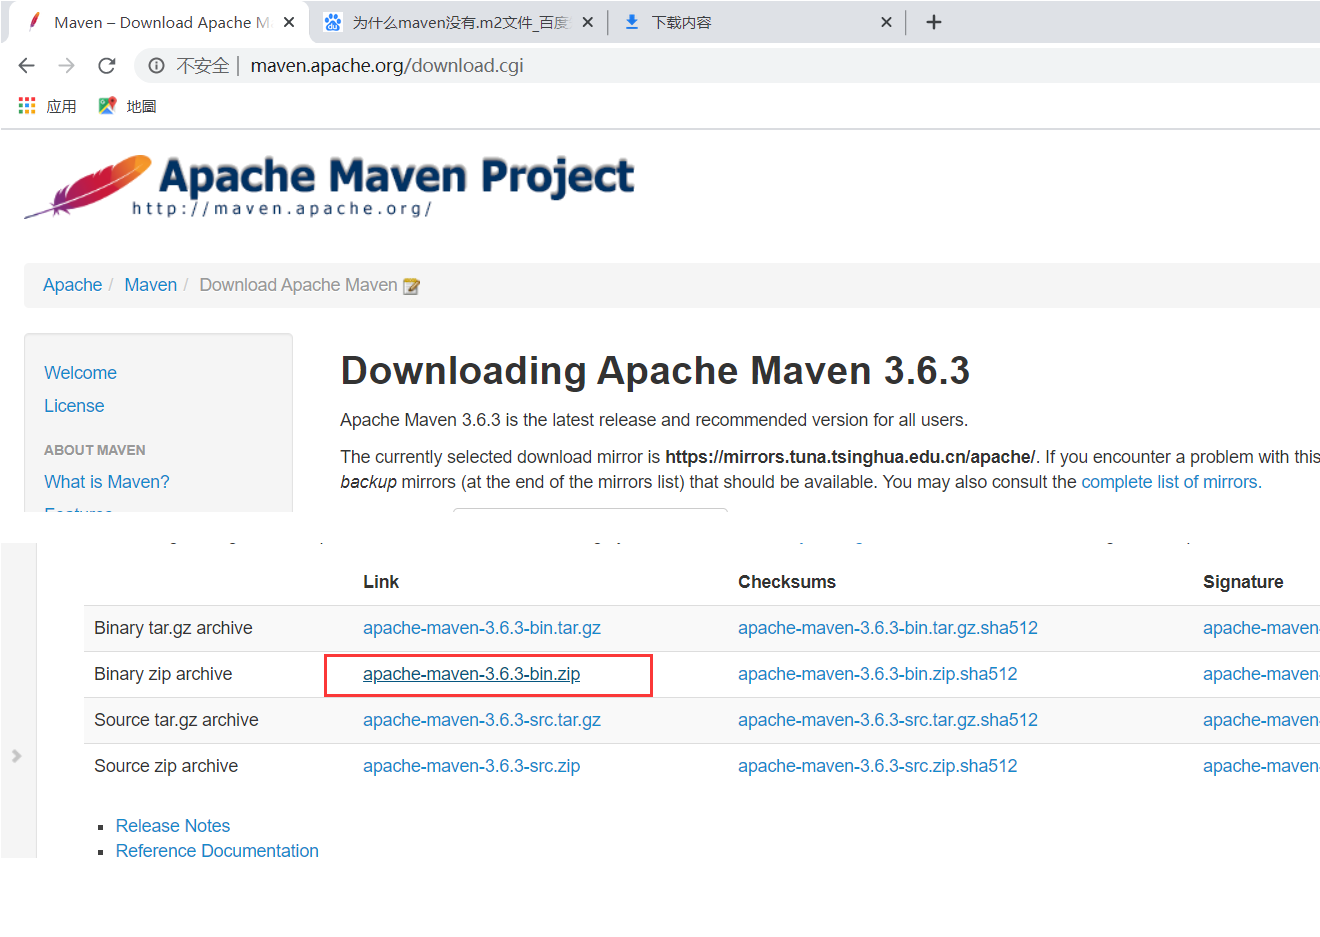 Maven – Download Apache M
为什么maven没有.m2文件_百度
下载内容
不安全 | maven.apache.org/download.cgi
应用
地圖
Apache Maven Project
http://maven.apache.org/
Apache / Maven / Download Apache Maven
Welcome
License
ABOUT MAVEN
What is Maven?
Features
Downloading Apache Maven 3.6.3
Apache Maven 3.6.3 is the latest release and recommended version for all users.
The currently selected download mirror is https://mirrors.tuna.tsinghua.edu.cn/apache/. If you encounter a problem with this
backup mirrors (at the end of the mirrors list) that should be available. You may also consult the complete list of mirrors.
Link Checksums Signature
Binary tar.gz archive apache-maven-3.6.3-bin.tar.gz apache-maven-3.6.3-bin.tar.gz.sha512 apache-maven-
Binary zip archive apache-maven-3.6.3-bin.zip apache-maven-3.6.3-bin.zip.sha512 apache-maven-
Source tar.gz archive apache-maven-3.6.3-src.tar.gz apache-maven-3.6.3-src.tar.gz.sha512 apache-maven-
Source zip archive apache-maven-3.6.3-src.zip apache-maven-3.6.3-src.zip.sha512 apache-maven-
Release Notes
Reference Documentation